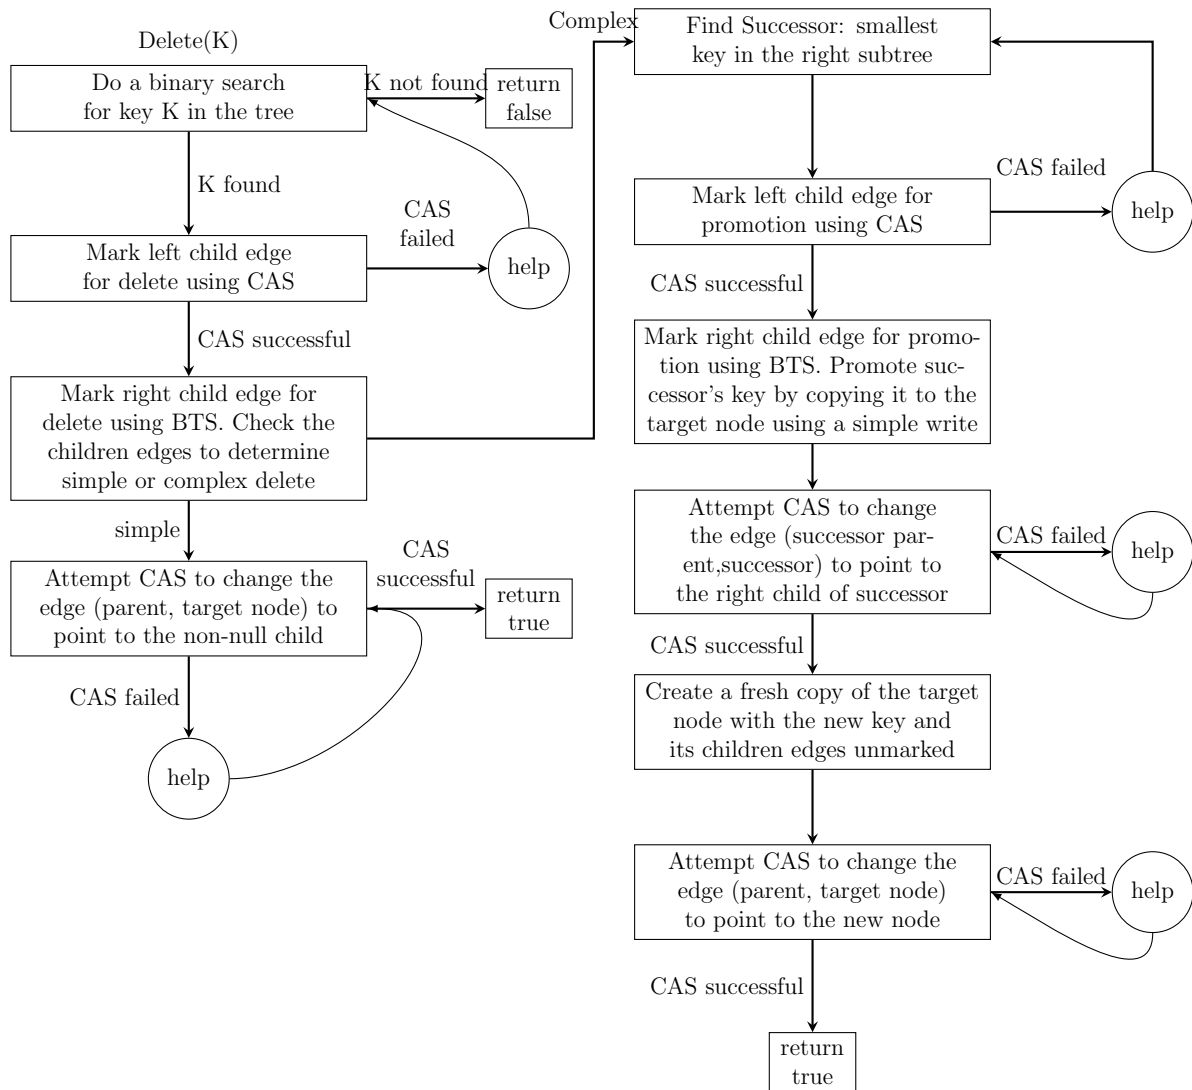 Delete(K)
Do a binary search
for key K in the tree
K not found
return
false
K found
Mark left child edge
for delete using CAS
CAS
failed
help
CAS successful
Mark right child edge for
delete using BTS. Check the
children edges to determine
simple or complex delete
simple
Attempt CAS to change the
edge (parent, target node) to
point to the non-null child
CAS
successful
return
true
CAS failed
help
Complex
Find Successor: smallest
key in the right subtree
Mark left child edge for
promotion using CAS
CAS failed
help
CAS successful
Mark right child edge for promo-
tion using BTS. Promote suc-
cessor's key by copying it to the
target node using a simple write
Attempt CAS to change
the edge (successor par-
ent,successor) to point to
the right child of successor
CAS failed
help
CAS successful
Create a fresh copy of the target
node with the new key and
its children edges unmarked
Attempt CAS to change the
edge (parent, target node)
to point to the new node
CAS failed
help
CAS successful
return
true